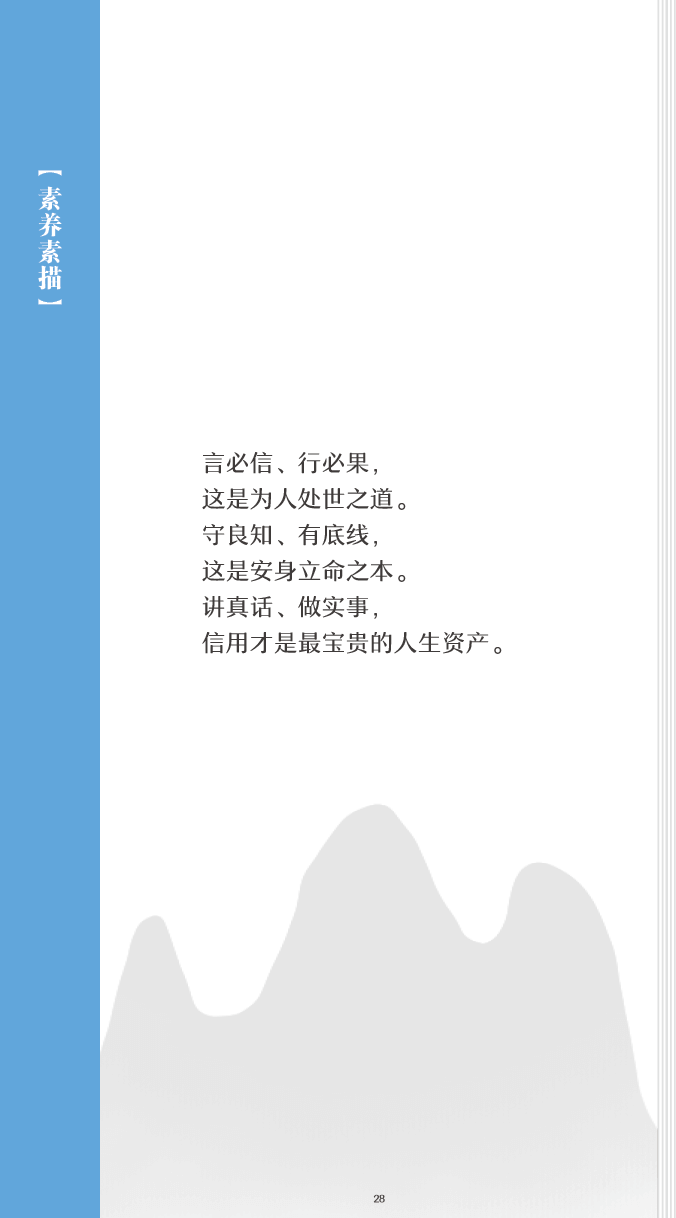 【素养素描】
言必信、行必果，
这是为人处世之道。
守良知、有底线，
这是安身立命之本。
讲真话、做实事，
信用才是最宝贵的人生资产。
28